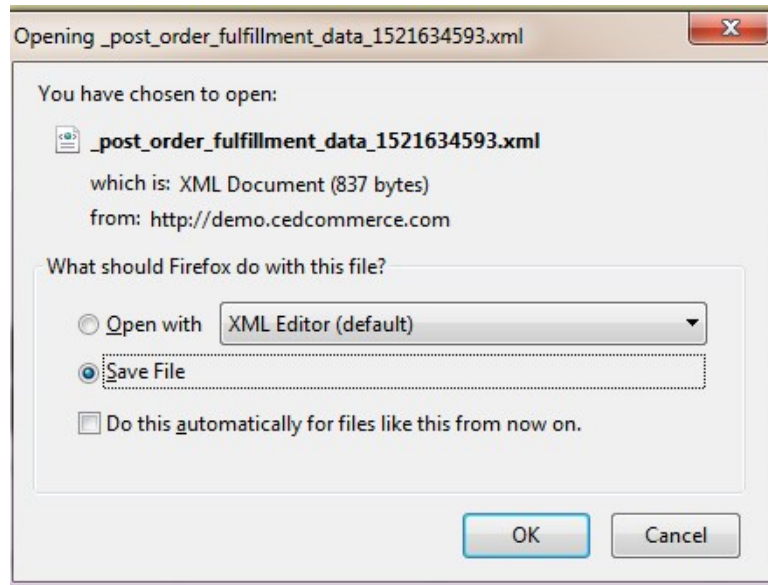 Opening _post_order_fulfillment_data_1521634593.xml
You have chosen to open:
_post_order_fulfillment_data_1521634593.xml
which is: XML Document (837 bytes)
from: http://demo.cedcommerce.com
What should Firefox do with this file?
Open with XML Editor (default)
Save File
Do this automatically for files like this from now on.
OK Cancel